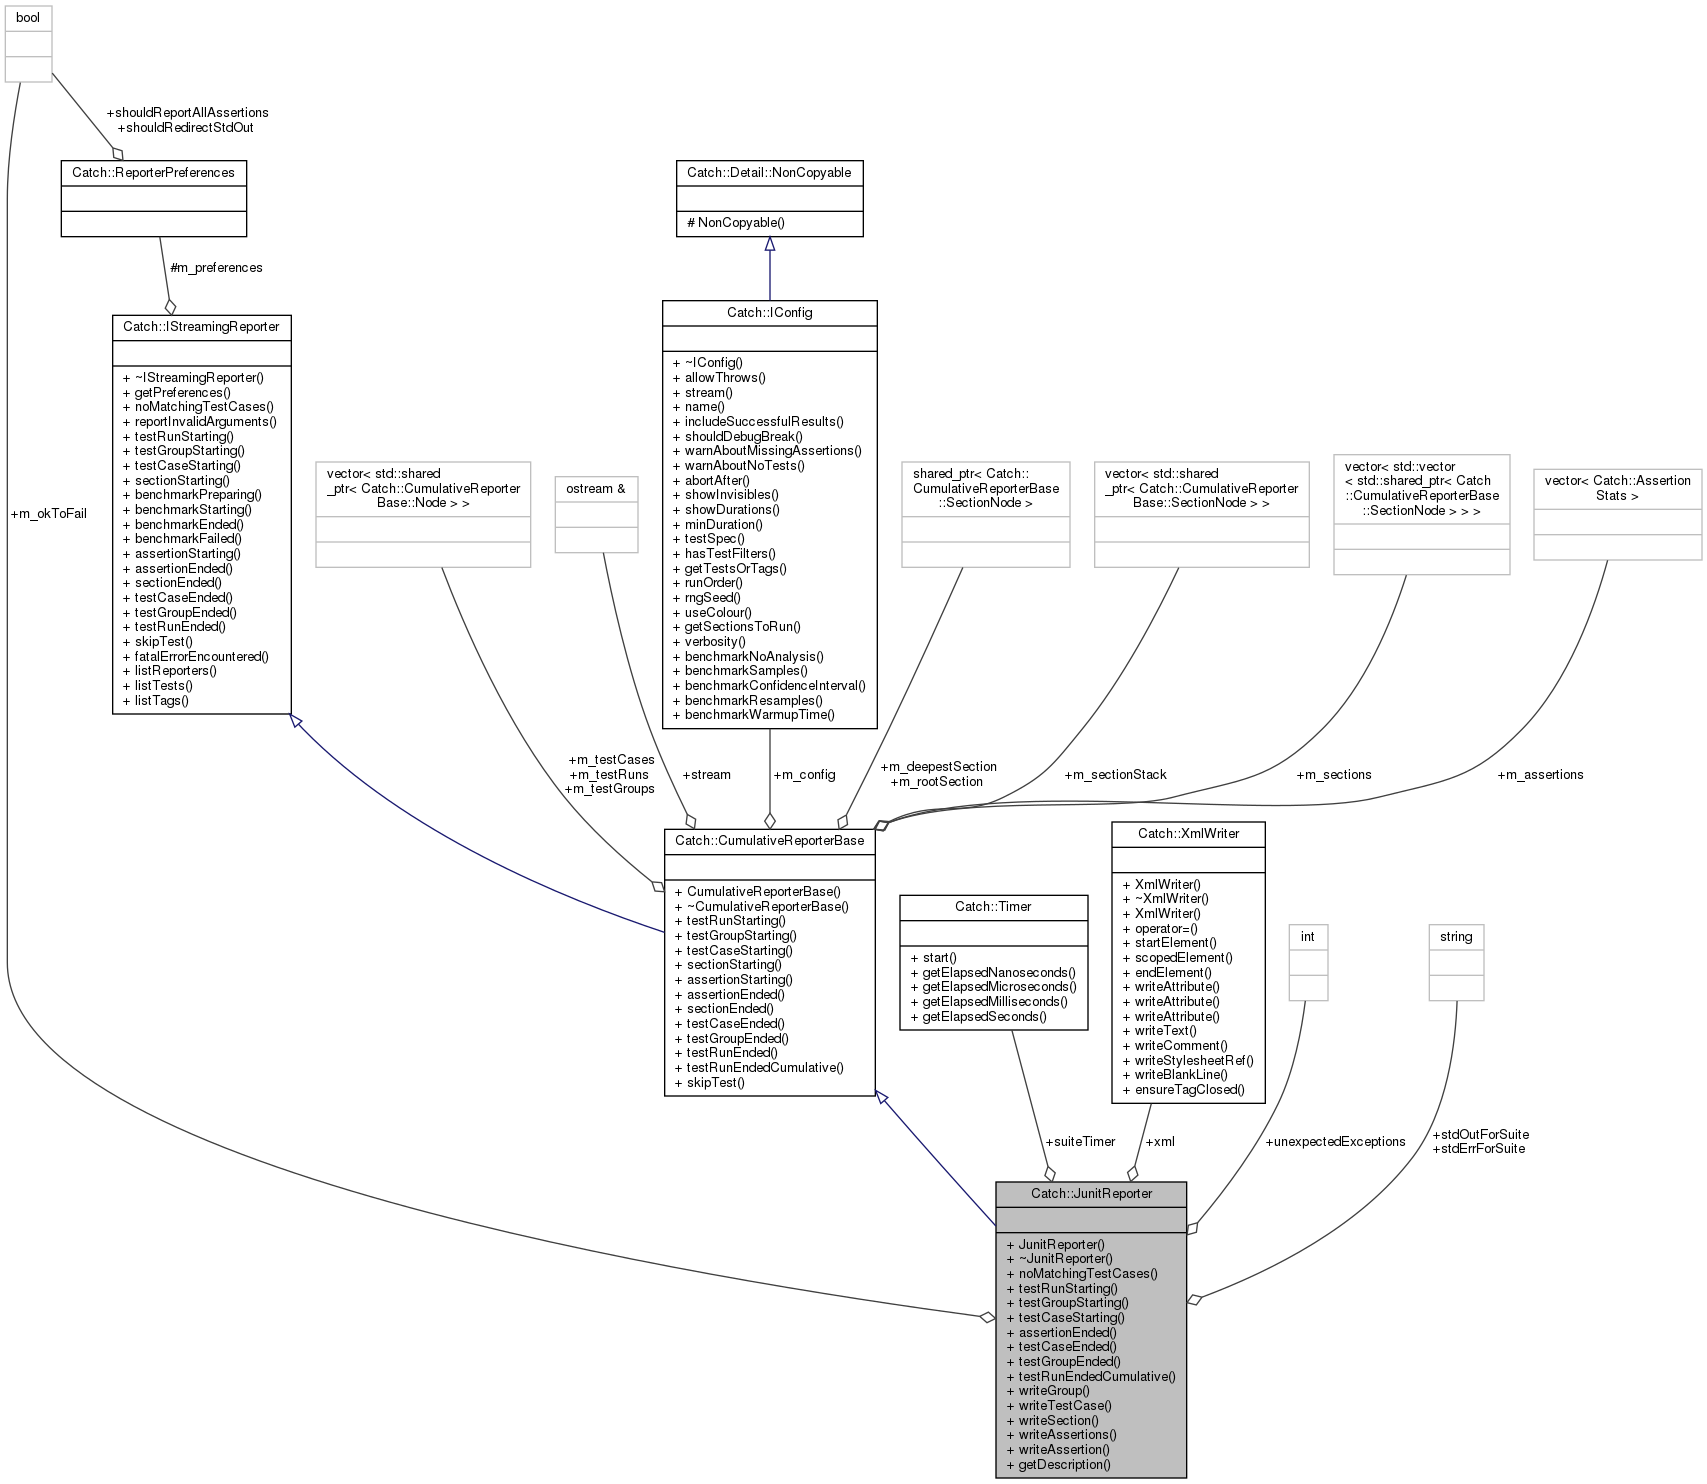 bool
+shouldReportAllAssertions
+shouldRedirectStdOut
Catch::ReporterPreferences
#m_preferences
Catch::IStreamingReporter
+ ~IStreamingReporter()
+ getPreferences()
+ noMatchingTestCases()
+ reportInvalidArguments()
+ testRunStarting()
+ testGroupStarting()
+ testCaseStarting()
+ sectionStarting()
+ benchmarkPreparing()
+ benchmarkStarting()
+ benchmarkEnded()
+ benchmarkFailed()
+ assertionStarting()
+ assertionEnded()
+ sectionEnded()
+ testCaseEnded()
+ testGroupEnded()
+ testRunEnded()
+ skipTest()
+ fatalErrorEncountered()
+ listReporters()
+ listTests()
+ listTags()
+m_okToFail
Catch::Detail::NonCopyable
# NonCopyable()
Catch::IConfig
+ ~IConfig()
+ allowThrows()
+ stream()
+ name()
+ includeSuccessfulResults()
+ shouldDebugBreak()
+ warnAboutMissingAssertions()
+ warnAboutNoTests()
+ abortAfter()
+ showInvisibles()
+ showDurations()
+ minDuration()
+ testSpec()
+ hasTestFilters()
+ getTestsOrTags()
+ runOrder()
+ rngSeed()
+ useColour()
+ getSectionsToRun()
+ verbosity()
+ benchmarkNoAnalysis()
+ benchmarkSamples()
+ benchmarkConfidenceInterval()
+ benchmarkResamples()
+ benchmarkWarmupTime()
vector< std::shared
_ptr< Catch::CumulativeReporter
Base::Node > >
ostream &
shared_ptr< Catch::
CumulativeReporterBase
::SectionNode >
vector< std::shared
_ptr< Catch::CumulativeReporter
Base::SectionNode > >
vector< std::vector
< std::shared_ptr< Catch
::CumulativeReporterBase
::SectionNode > > >
vector< Catch::Assertion
Stats >
+m_testCases
+m_testRuns
+m_testGroups
+stream
+m_config
+m_deepestSection
+m_rootSection
+m_sectionStack
+m_sections
+m_assertions
Catch::CumulativeReporterBase
+ CumulativeReporterBase()
+ ~CumulativeReporterBase()
+ testRunStarting()
+ testGroupStarting()
+ testCaseStarting()
+ sectionStarting()
+ assertionStarting()
+ assertionEnded()
+ sectionEnded()
+ testCaseEnded()
+ testGroupEnded()
+ testRunEnded()
+ testRunEndedCumulative()
+ skipTest()
Catch::Timer
+ start()
+ getElapsedNanoseconds()
+ getElapsedMicroseconds()
+ getElapsedMilliseconds()
+ getElapsedSeconds()
Catch::XmlWriter
+ XmlWriter()
+ ~XmlWriter()
+ XmlWriter()
+ operator=()
+ startElement()
+ scopedElement()
+ endElement()
+ writeAttribute()
+ writeAttribute()
+ writeAttribute()
+ writeText()
+ writeComment()
+ writeStylesheetRef()
+ writeBlankLine()
+ ensureTagClosed()
int
string
+suiteTimer
+xml
+unexpectedExceptions
+stdOutForSuite
+stdErrForSuite
Catch::JunitReporter
+ JunitReporter()
+ ~JunitReporter()
+ noMatchingTestCases()
+ testRunStarting()
+ testGroupStarting()
+ testCaseStarting()
+ assertionEnded()
+ testCaseEnded()
+ testGroupEnded()
+ testRunEndedCumulative()
+ writeGroup()
+ writeTestCase()
+ writeSection()
+ writeAssertions()
+ writeAssertion()
+ getDescription()